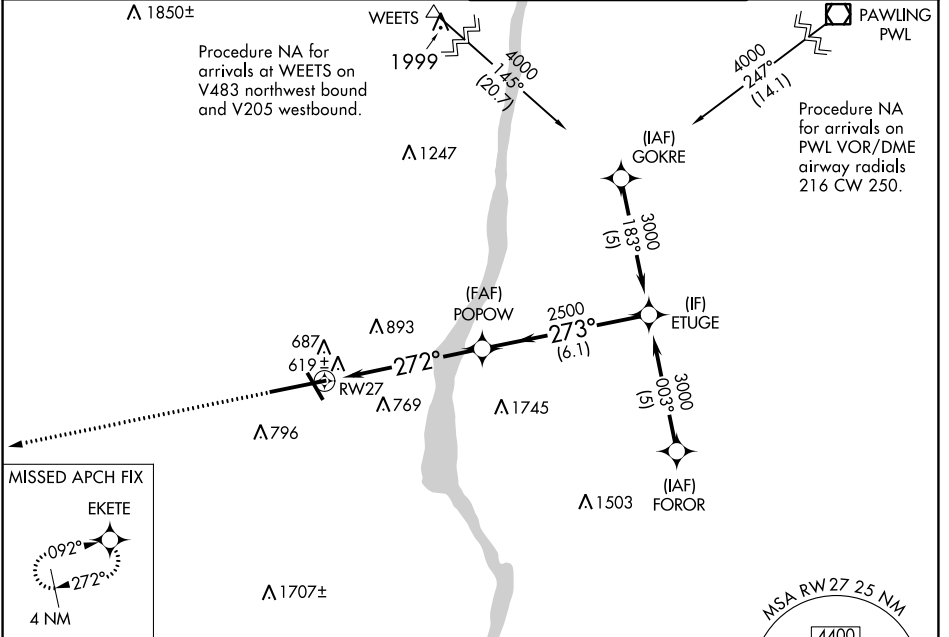 1850±
WEETS
1999
PAWLING
PWL
Procedure NA for
arrivals at WEETS on
V483 northwest bound
and V205 westbound.
4000
145°
(20.7)
4000
247°
(14.1)
Procedure NA
for arrivals on
PWL VOR/DME
airway radials
216 CW 250.
1247
(IAF)
GOKRE
3000
183°
(5)
(FAF)
POPOW
2500
273°
(6.1)
(IF)
ETUGE
893
687
619±
272°
RW27
769
1745
796
3000
003°
(5)
MISSED APCH FIX
EKETE
092°
272°
4 NM
1503
(IAF)
FOROR
1707±
MSA RW27 25 NM
4400